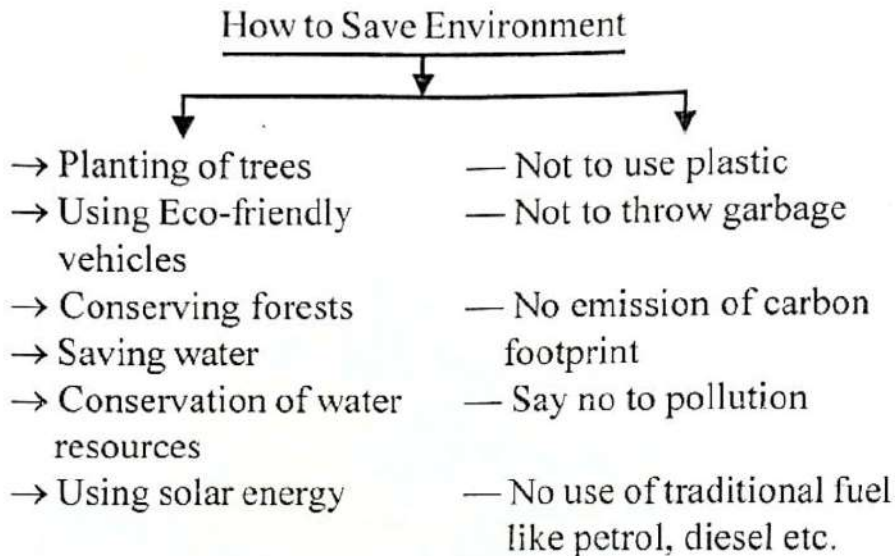 How to Save Environment
→ Planting of trees
→ Using Eco-friendly
vehicles
→ Conserving forests
→ Saving water
→ Conservation of water
resources
→ Using solar energy
— Not to use plastic
— Not to throw garbage
— No emission of carbon
footprint
— Say no to pollution
— No use of traditional fuel
like petrol, diesel etc.